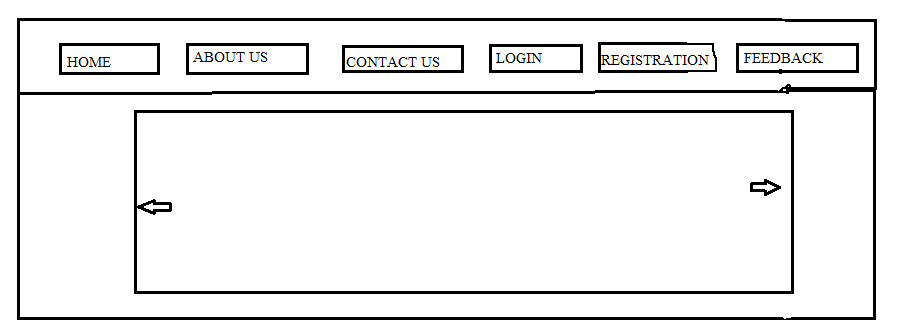 HOME
ABOUT US
CONTACT US
LOGIN
REGISTRATION
FEEDBACK